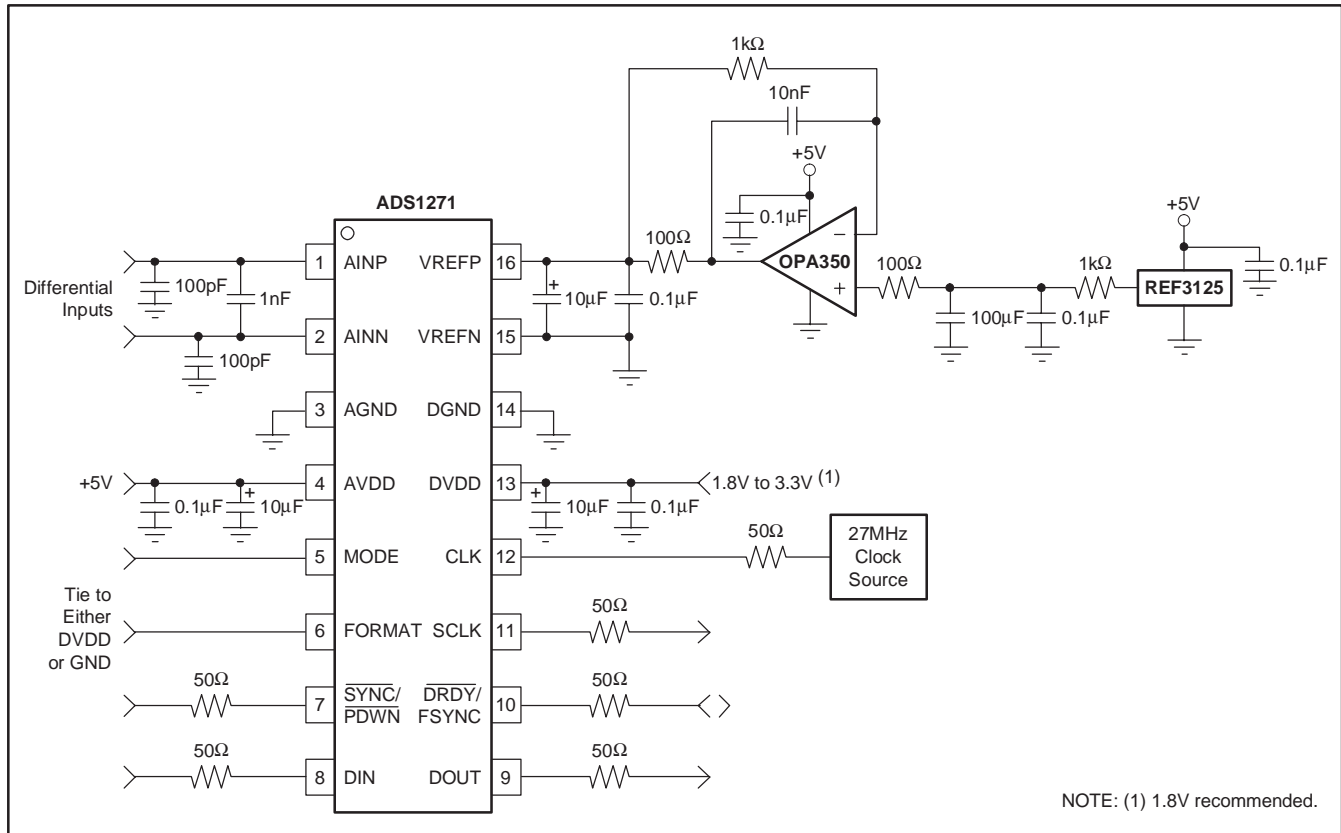 1kΩ
10nF
+5V
0.1µF
ADS1271
100Ω
OPA350
−
+
100Ω
1kΩ
+5V
REF3125
0.1µF
100µF
0.1µF
Differential
Inputs
100pF
1nF
100pF
1 AINP VREFP 16
+
10µF
0.1µF
2 AINN VREFN 15
3 AGND DGND 14
+5V
0.1µF
+
10µF
4 AVDD DVDD 13
+
10µF
0.1µF
1.8V to 3.3V (1)
5 MODE CLK 12
50Ω
27MHz
Clock
Source
Tie to
Either
DVDD
or GND
6 FORMAT SCLK 11
50Ω
50Ω
7 SYNC/ DRDY/ 10
PDWN FSYNC
50Ω
50Ω
8 DIN DOUT 9
50Ω
NOTE: (1) 1.8V recommended.